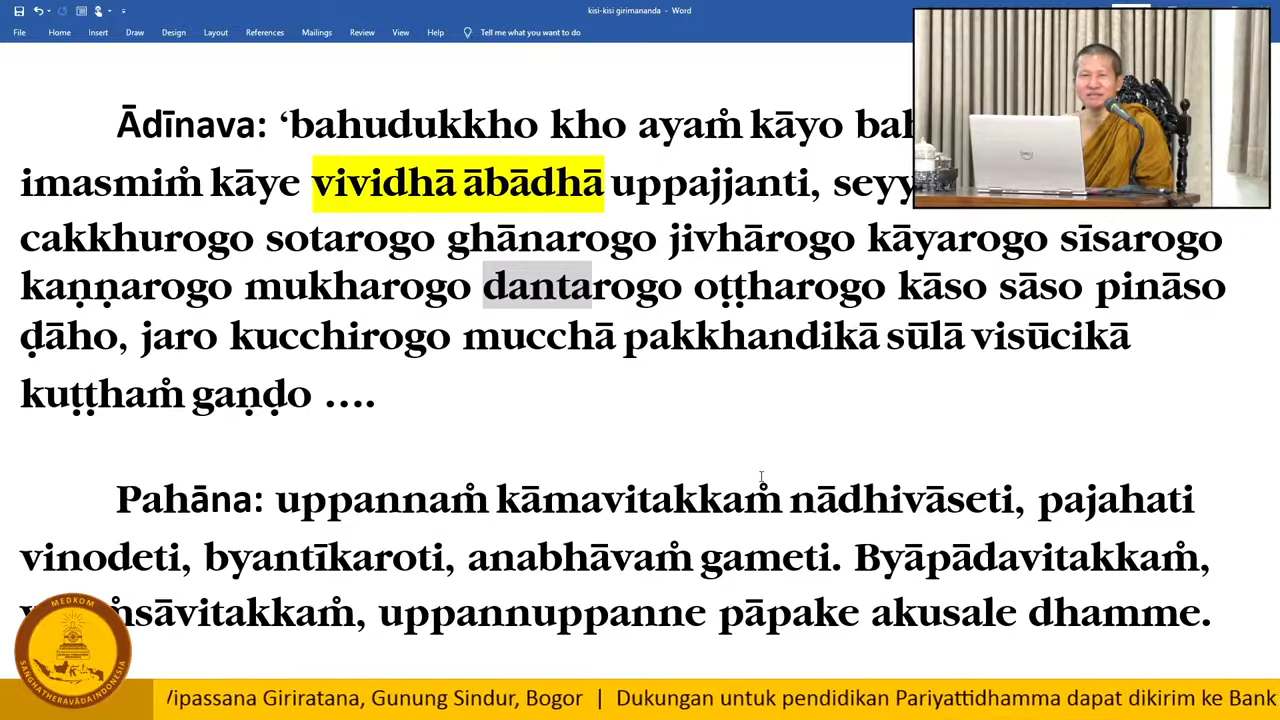 kisi-kisi girimananda - Word
File Home Insert Draw Design Layout References Mailings Review View Help Tell me what you want to do
Ādīnava: ‘bahudukkho kho ayaṁ kāyo
imasmiṁ kāye vividhā ābādhā uppajjanti,
cakkhurogo sotarogo ghānarogo jivhārogo kāyarogo sīsarogo
kaṇṇarogo mukharogo dantarogo oṭṭharogo kāso sāso pināso
ḍāho, jaro kucchirogo mucchā pakkhandikā sūlā visūcikā
kuṭṭhaṁ gaṇḍo ….
Pahāna: uppannaṁ kāmavitakkaṁ nādhivāseti, pajahati
vinodeti, byantīkaroti, anabhāvaṁ gameti. Byāpādavitakkaṁ,
uppannuppanne pāpake akusale dhamme.
MEDKOM
SANGHA THERAVĀDA INDONESIA
Giriratana, Gunung Sindur, Bogor | Dukungan untuk pendidikan Pariyattidhamma dapat dikirim ke Bank